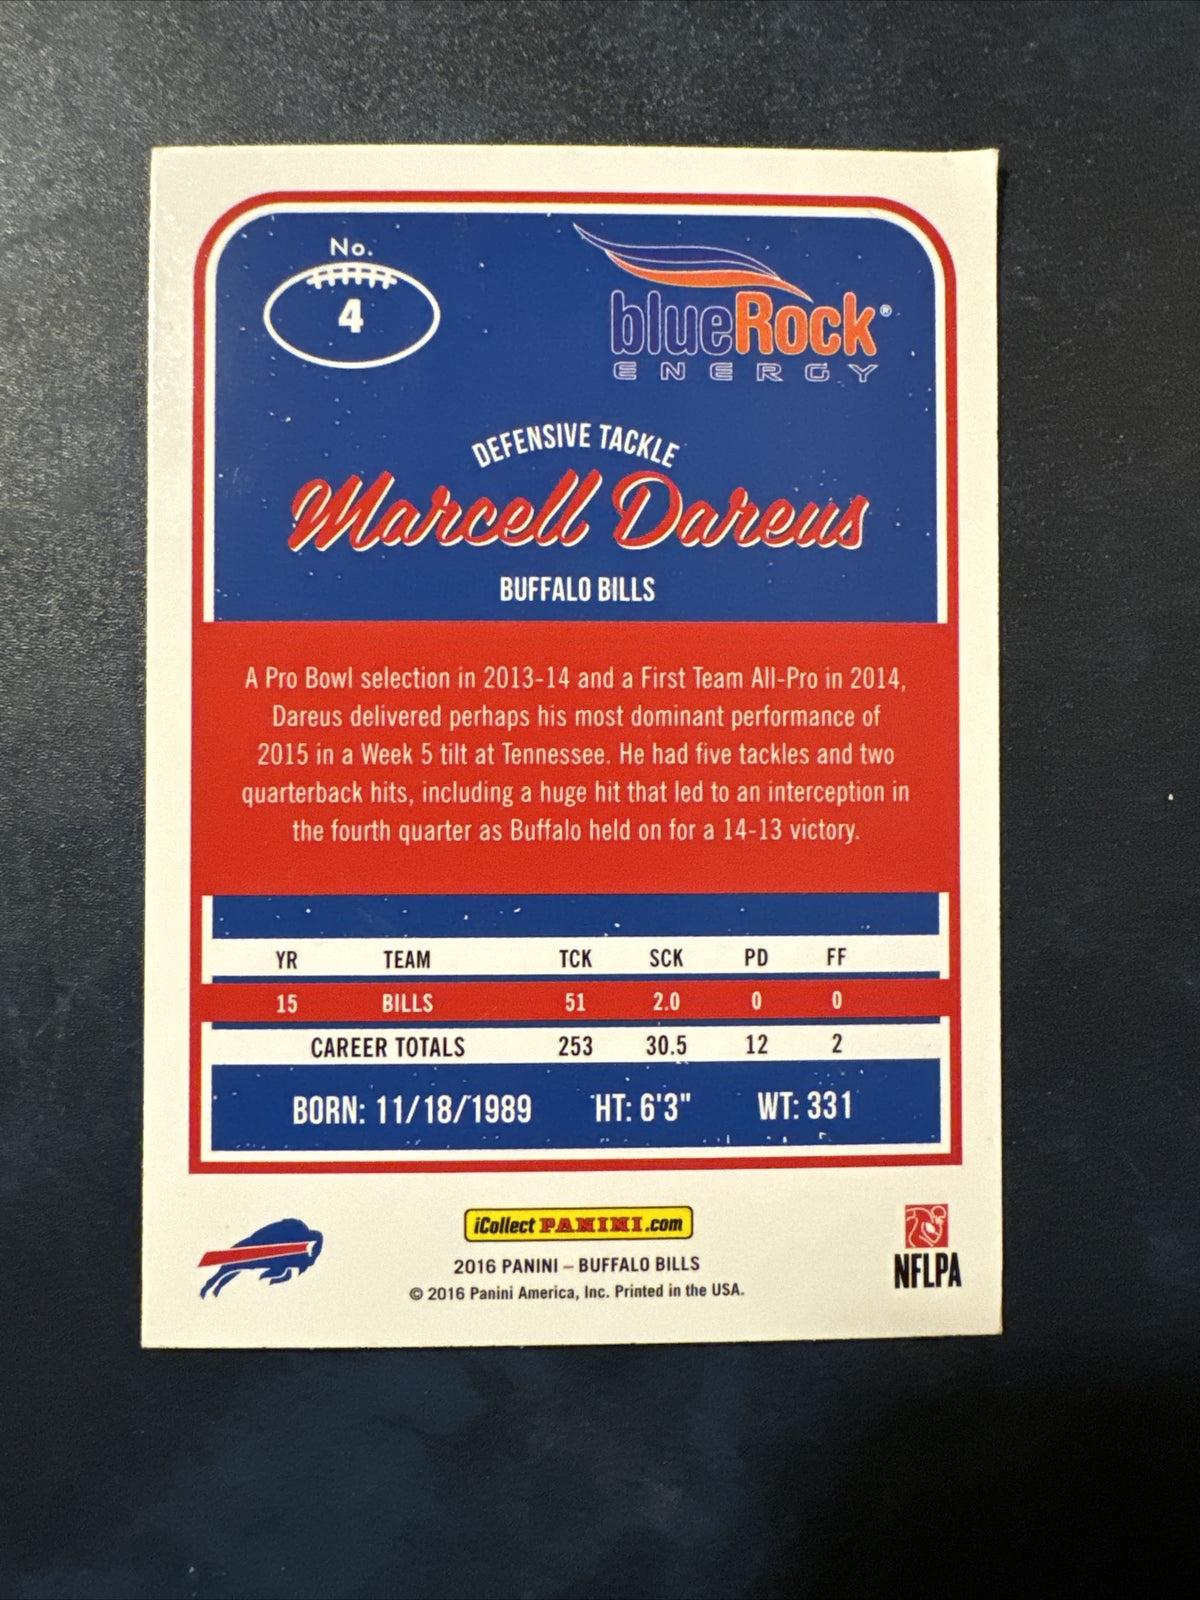 No.
4
blueRock®
ENERGY
DEFENSIVE TACKLE
Marcell Dareus
BUFFALO BILLS
A Pro Bowl selection in 2013-14 and a First Team All-Pro in 2014,
Dareus delivered perhaps his most dominant performance of
2015 in a Week 5 tilt at Tennessee. He had five tackles and two
quarterback hits, including a huge hit that led to an interception in
the fourth quarter as Buffalo held on for a 14-13 victory.
YR TEAM TCK SCK PD FF
15 BILLS 51 2.0 0 0
CAREER TOTALS 253 30.5 12 2
BORN: 11/18/1989 HT: 6'3" WT: 331
iCollect PANINI.com
2016 PANINI – BUFFALO BILLS
© 2016 Panini America, Inc. Printed in the USA.
NFLPA